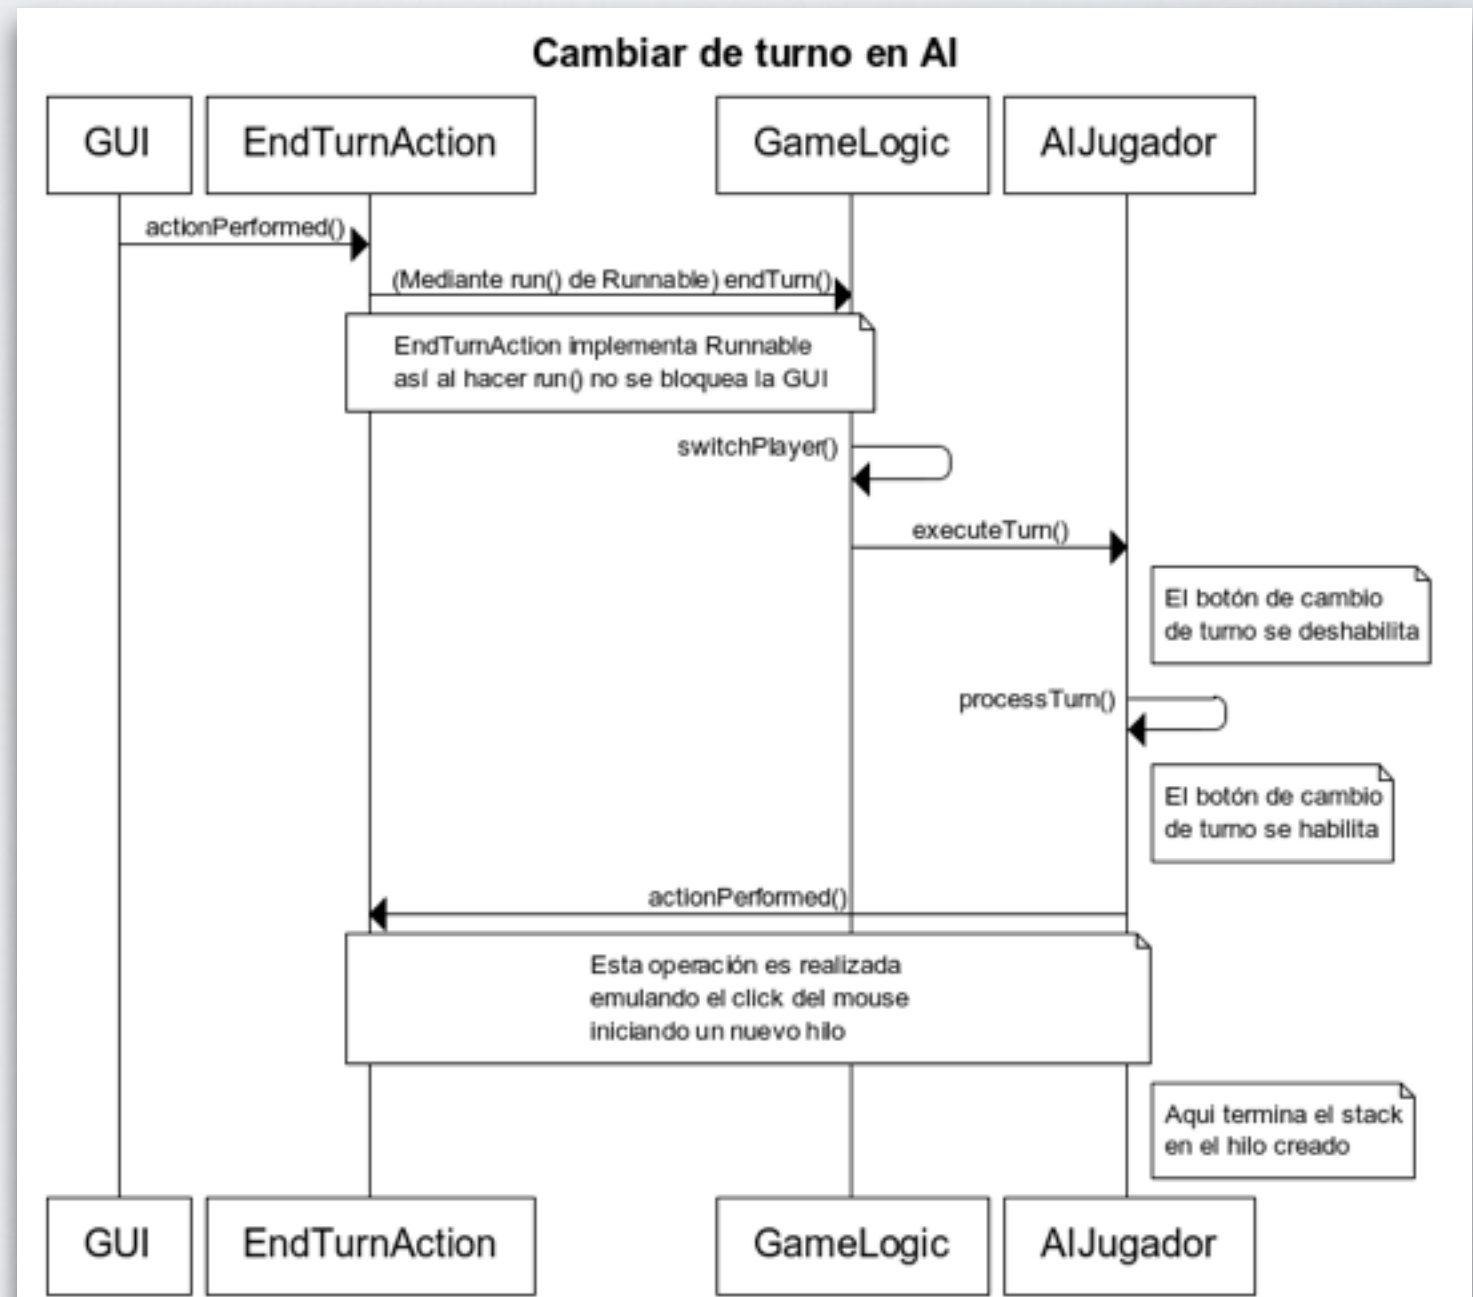 Cambiar de turno en AI
GUI
EndTurnAction
GameLogic
AIJugador
actionPerformed()
(Mediante run() de Runnable) endTurn()
EndTurnAction implementa Runnable
así al hacer run() no se bloquea la GUI
switchPlayer()
executeTurn()
El botón de cambio
de turno se deshabilita
processTurn()
El botón de cambio
de turno se habilita
actionPerformed()
Esta operación es realizada
emulando el click del mouse
iniciando un nuevo hilo
Aqui termina el stack
en el hilo creado
GUI
EndTurnAction
GameLogic
AIJugador